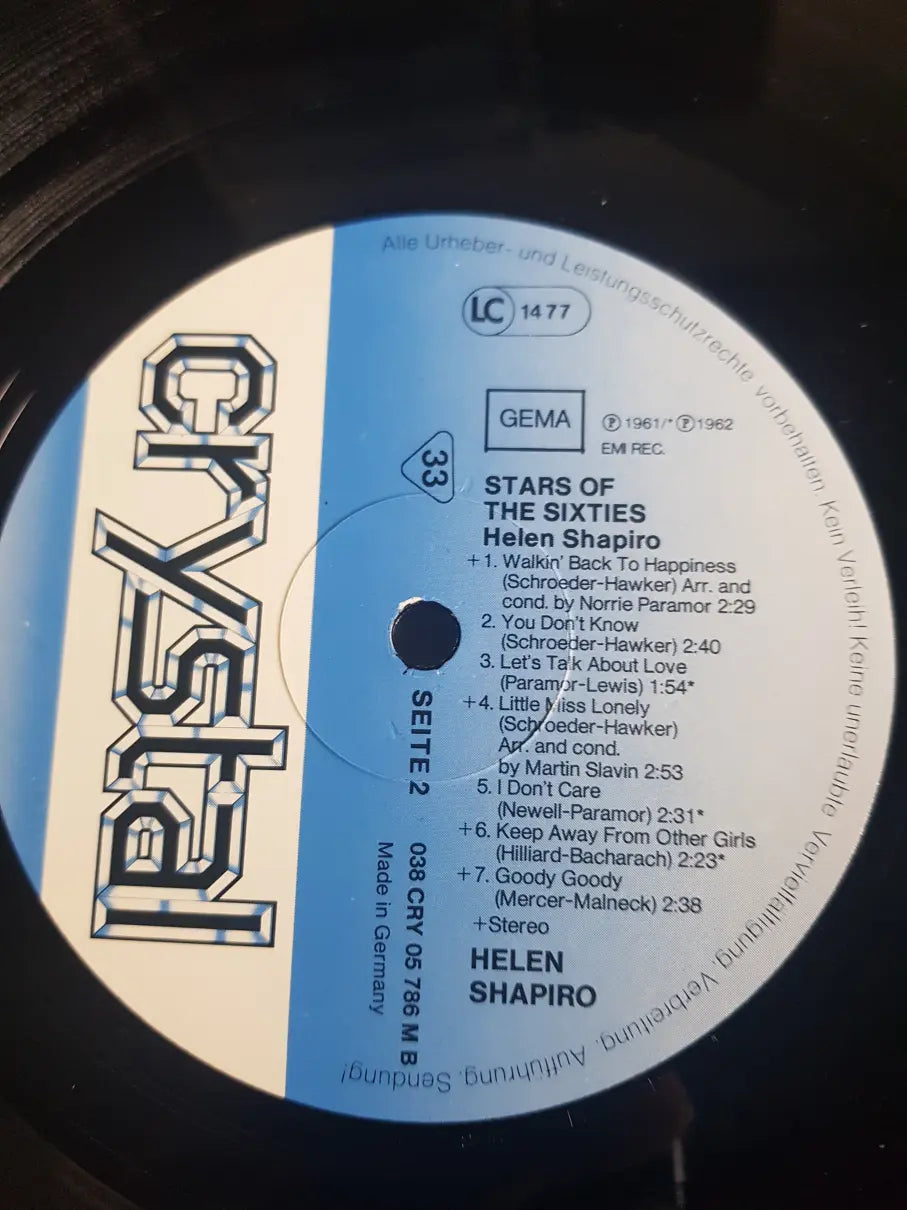 crystal
Alle Urheber- und Leistungsschutzrechte vorbehalten. Kein Verleih! Keine unerlaubte Vervielfältigung, Verbreitung, Aufführung, Sendung!
LC 1477
GEMA
Ⓟ 1961/*Ⓟ 1962
EMI REC.
33
STARS OF
THE SIXTIES
Helen Shapiro
+1. Walkin' Back To Happiness
(Schroeder-Hawker) Arr. and
cond. by Norrie Paramor 2:29
2. You Don't Know
(Schroeder-Hawker) 2:40
3. Let's Talk About Love
(Paramor-Lewis) 1:54*
+4. Little Miss Lonely
(Schroeder-Hawker)
Arr. and cond.
by Martin Slavin 2:53
5. I Don't Care
(Newell-Paramor) 2:31*
+6. Keep Away From Other Girls
(Hilliard-Bacharach) 2:23*
+7. Goody Goody
(Mercer-Malneck) 2:38
+Stereo
HELEN
SHAPIRO
SEITE 2
038 CRY 05 786 M B
Made in Germany